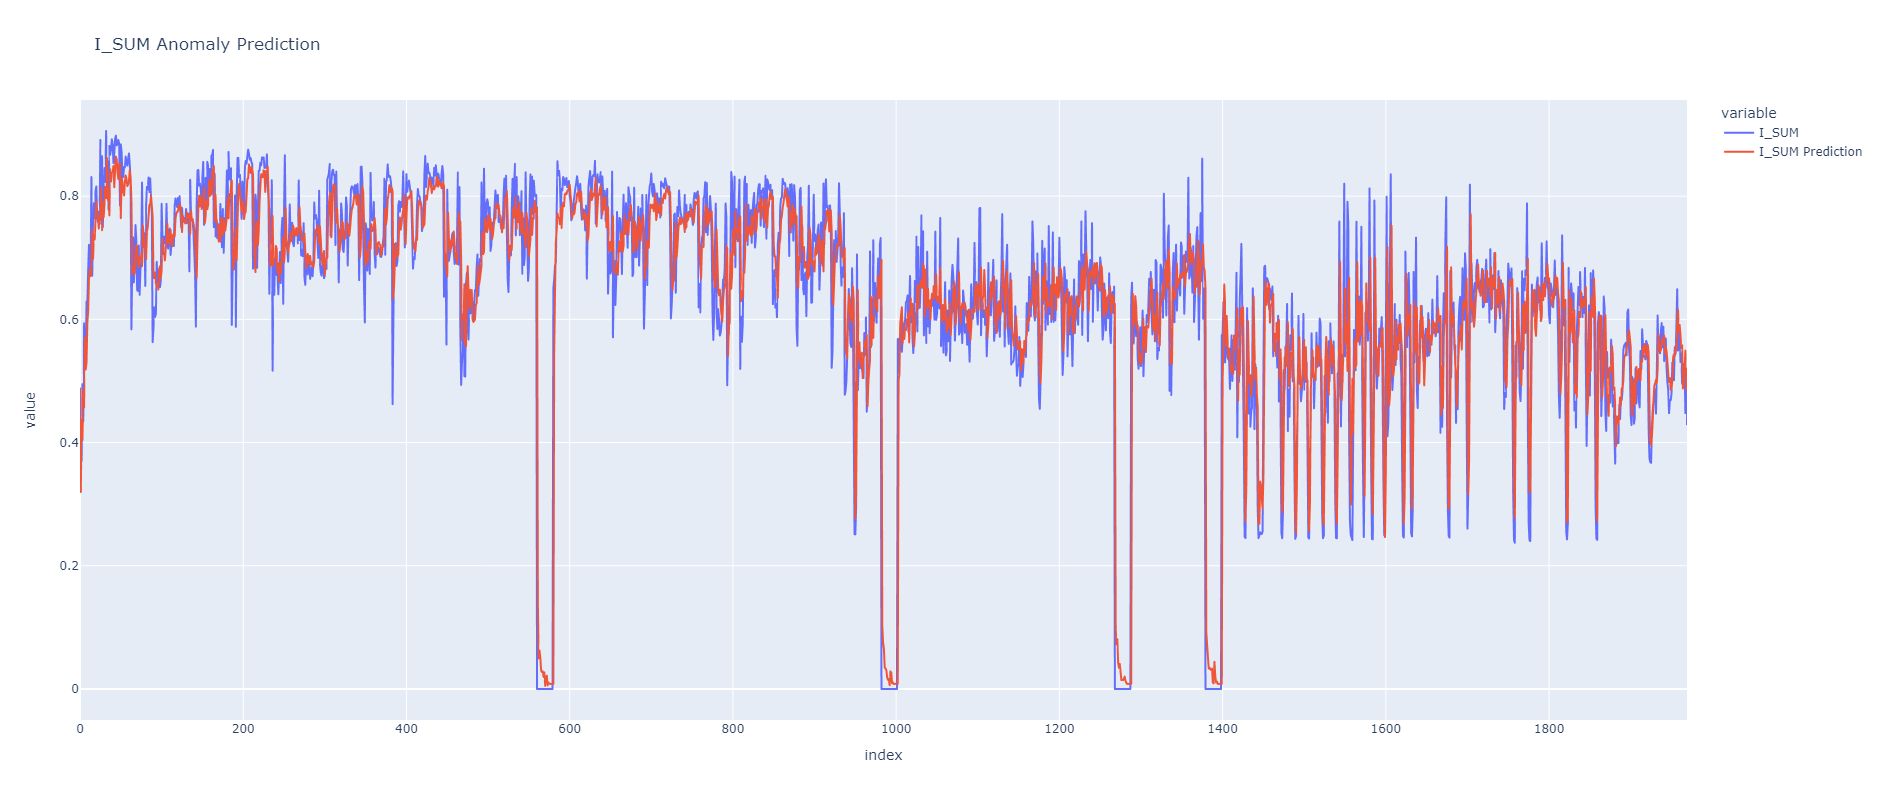 I_SUM Anomaly Prediction
variable
I_SUM
I_SUM Prediction
value
0.8
0.6
0.4
0.2
0
0 200 400 600 800 1000 1200 1400 1600 1800
index